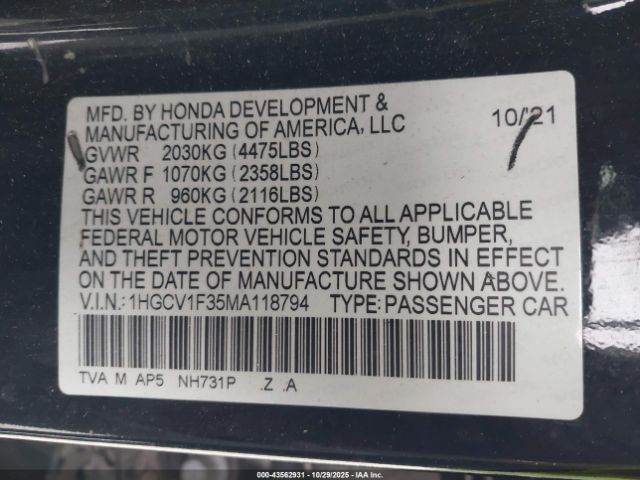 MFD. BY HONDA DEVELOPMENT & 10/'21
MANUFACTURING OF AMERICA, LLC
GVWR 2030KG (4475LBS)
GAWR F 1070KG (2358LBS)
GAWR R 960KG (2116LBS)
THIS VEHICLE CONFORMS TO ALL APPLICABLE
FEDERAL MOTOR VEHICLE SAFETY, BUMPER,
AND THEFT PREVENTION STANDARDS IN EFFECT
ON THE DATE OF MANUFACTURE SHOWN ABOVE.
V.I.N.: 1HGCV1F35MA118794 TYPE: PASSENGER CAR
TVA M AP5 NH731P .Z .A
000-43562931 - 10/29/2025 - IAA Inc.